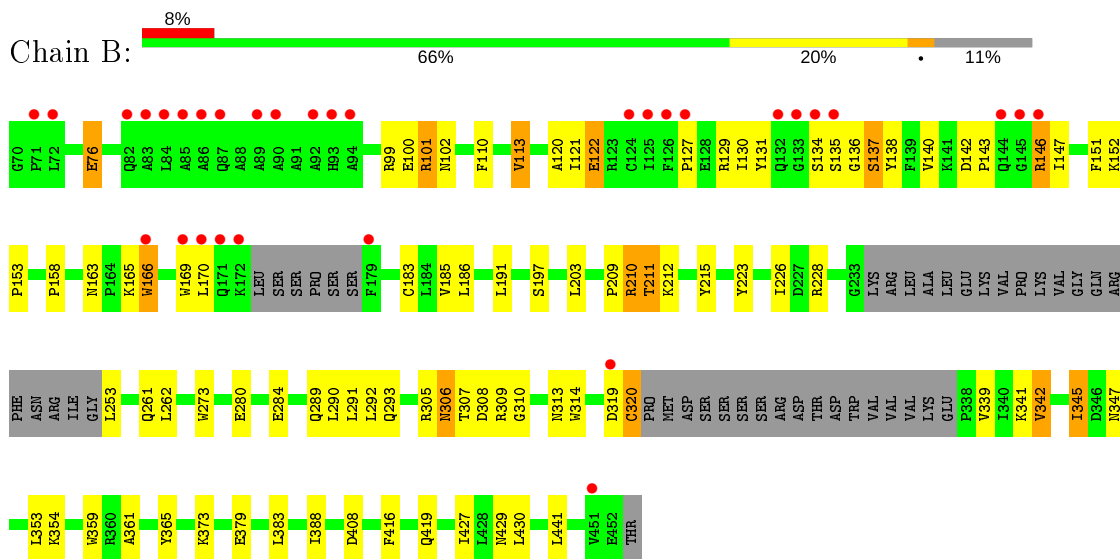 8%
Chain B:
66% 20% • 11%
G70 P71 L72 E76 Q82 A83 L84 A85 A86 Q87 A88 A89 A90 A91 A92 H93 A94 R99 E100 R101 N102 F110 V113 A120 I121 E122 R123 C124 I125 F126 P127 E128 R129 I130 Y131 Q132 G133 S134 S135 G136 S137 Y138 F139 V140 K141 D142 P143 Q144 G145 R146 I147 F151 K152
P153 P158 N163 P164 K165 W166 W169 L170 Q171 K172 LEU SER SER PRO SER SER F179 C183 L184 V185 L186 L191 S197 L203 P209 R210 T211 K212 Y215 Y223 I226 D227 R228 G233 LYS ARG LEU ALA LEU GLU LYS VAL PRO LYS VAL GLY GLN ARG
PHE ASN ARG ILE GLY L253 Q261 L262 W273 E280 E284 Q289 L290 L291 L292 Q293 R305 N306 T307 D308 R309 G310 N313 W314 D319 C320 PRO MET ASP SER SER SER SER ARG ASP THR ASP TRP VAL VAL VAL LYS GLU P338 V339 I340 K341 V342 I345 D346 N347
L353 K354 W359 R360 A361 Y365 K373 E379 L383 I388 D408 F416 Q419 I427 L428 N429 L430 L441 V451 E452 THR